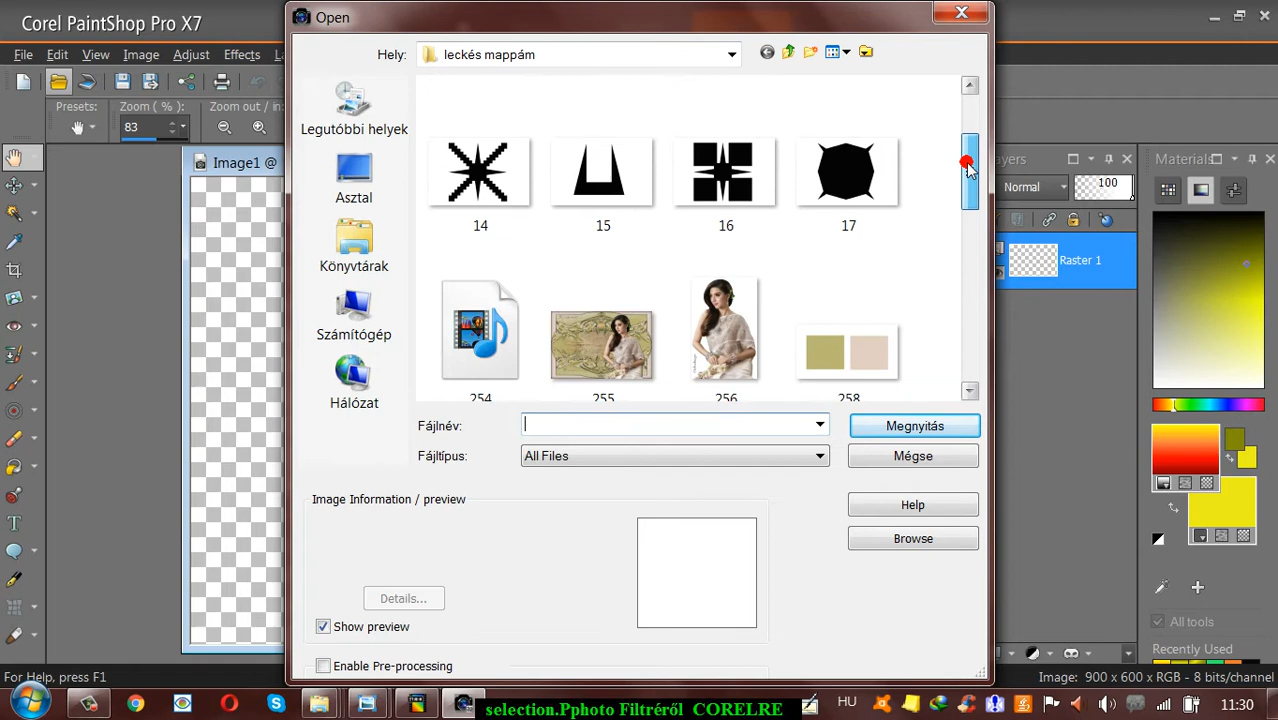 Corel PaintShop Pro X7
File Edit View Image Adjust Effects
Presets: Zoom ( % ): Zoom out / in:
83
Image1 @
Open
Hely: leckés mappám
Legutóbbi helyek
Asztal
Könyvtárak
Számítógép
Hálózat
14 15 16 17
254 255 256 258
Fájlnév: Megnyitás
Fájltípus: All Files Mégse
Image Information / preview
Help
Browse
Details...
Show preview
Enable Pre-processing
ayers
Normal 100
Raster 1
Materials
All tools
Recently Used
For Help, press F1
Image: 900 x 600 x RGB - 8 bits/channel
selection.Pphoto Filtréről CORELRE
HU
11:30